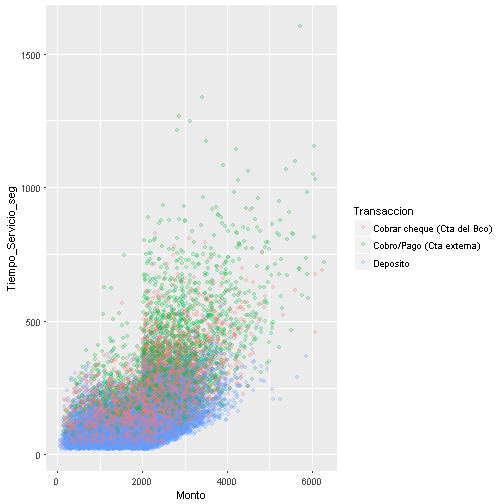 1500
1000
500
0
Tiempo_Servicio_seg
0
2000
4000
6000
Monto
Transaccion
Cobrar cheque (Cta del Bco)
Cobro/Pago (Cta externa)
Deposito